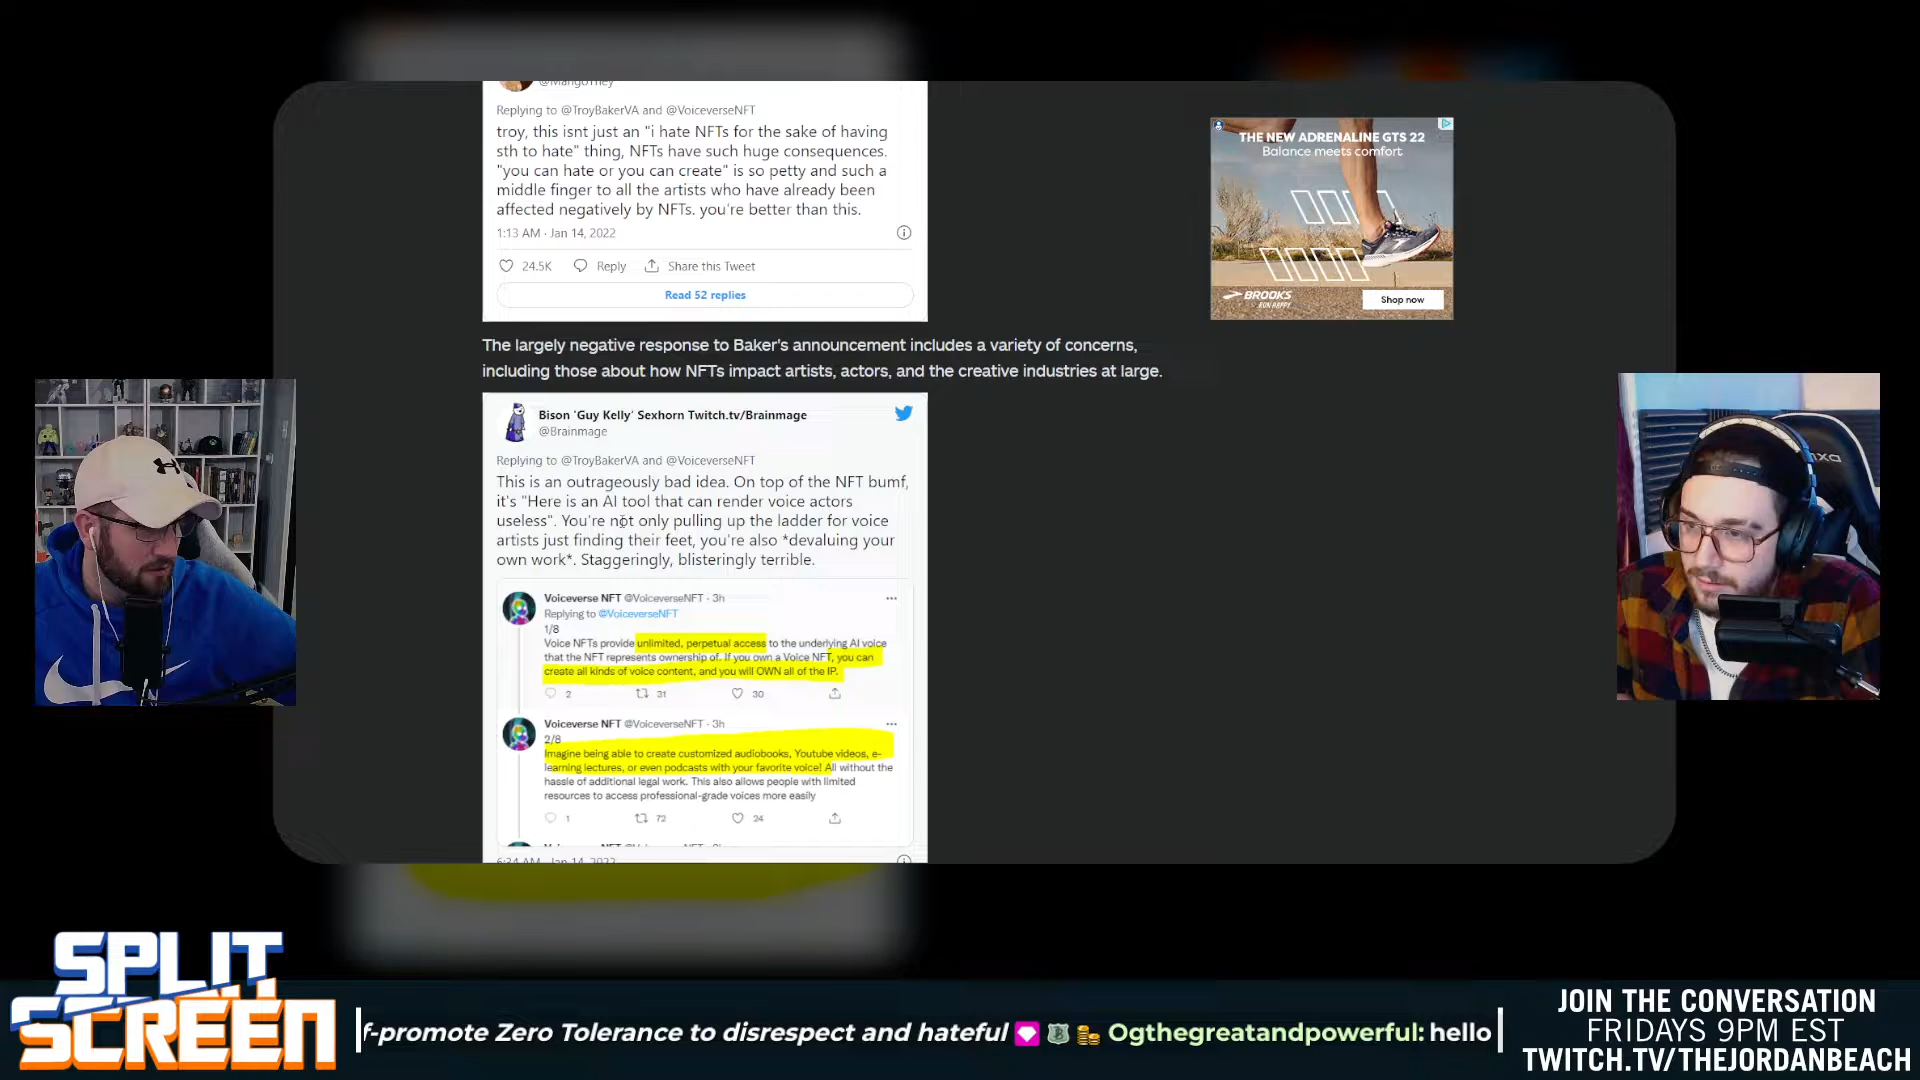 @MangoTney
Replying to @TroyBakerVA and @VoiceverseNFT
troy, this isnt just an "i hate NFTs for the sake of having
sth to hate" thing, NFTs have such huge consequences.
"you can hate or you can create" is so petty and such a
middle finger to all the artists who have already been
affected negatively by NFTs. you're better than this.
1:13 AM · Jan 14, 2022
24.5K Reply Share this Tweet
Read 52 replies
THE NEW ADRENALINE GTS 22
Balance meets comfort
BROOKS
RUN HAPPY
Shop now
The largely negative response to Baker's announcement includes a variety of concerns,
including those about how NFTs impact artists, actors, and the creative industries at large.
Bison 'Guy Kelly' Sexhorn Twitch.tv/Brainmage
@Brainmage
Replying to @TroyBakerVA and @VoiceverseNFT
This is an outrageously bad idea. On top of the NFT bumf,
it's "Here is an AI tool that can render voice actors
useless". You're not only pulling up the ladder for voice
artists just finding their feet, you're also *devaluing your
own work*. Staggeringly, blisteringly terrible.
Voiceverse NFT @VoiceverseNFT · 3h
Replying to @VoiceverseNFT
1/8
Voice NFTs provide unlimited, perpetual access to the underlying AI voice
that the NFT represents ownership of. If you own a Voice NFT, you can
create all kinds of voice content, and you will OWN all of the IP.
2 31 30
Voiceverse NFT @VoiceverseNFT · 3h
2/8
Imagine being able to create customized audiobooks, Youtube videos, e-
learning lectures, or even podcasts with your favorite voice! All without the
hassle of additional legal work. This also allows people with limited
resources to access professional-grade voices more easily
1 72 24
6:34 AM · Jan 14, 2022
SPLIT
SCREEN
f-promote Zero Tolerance to disrespect and hateful Ogthegreatandpowerful: hello
JOIN THE CONVERSATION
FRIDAYS 9PM EST
TWITCH.TV/THEJORDANBEACH